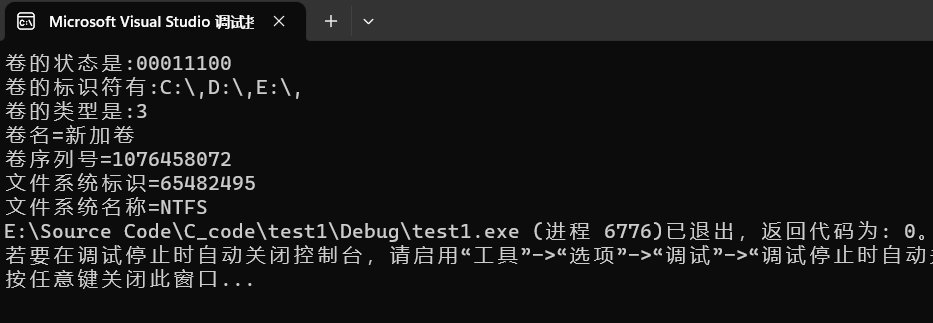 Microsoft Visual Studio 调试控
卷的状态是:00011100
卷的标识符有:C:\,D:\,E:\,
卷的类型是:3
卷名=新加卷
卷序列号=1076458072
文件系统标识=65482495
文件系统名称=NTFS
E:\Source Code\C_code\test1\Debug\test1.exe (进程 6776)已退出，返回代码为: 0。
若要在调试停止时自动关闭控制台，请启用“工具”->“选项”->“调试”->“调试停止时自动
按任意键关闭此窗口...